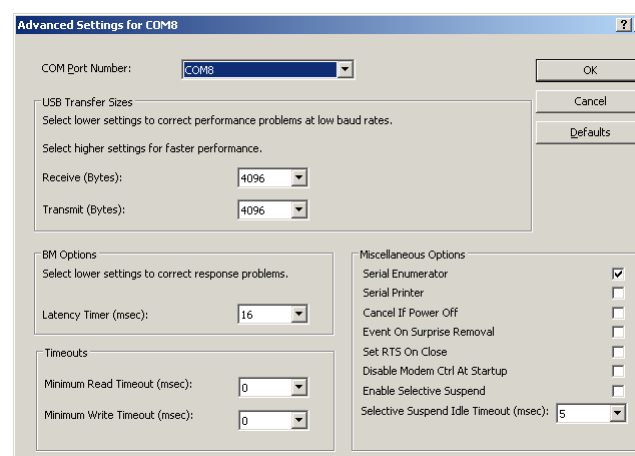 Advanced Settings for COM8
?
COM Port Number: COM8
OK
USB Transfer Sizes
Cancel
Select lower settings to correct performance problems at low baud rates.
Defaults
Select higher settings for faster performance.
Receive (Bytes): 4096
Transmit (Bytes): 4096
BM Options
Select lower settings to correct response problems.
Latency Timer (msec): 16
Timeouts
Minimum Read Timeout (msec): 0
Minimum Write Timeout (msec): 0
Miscellaneous Options
Serial Enumerator
Serial Printer
Cancel If Power Off
Event On Surprise Removal
Set RTS On Close
Disable Modem Ctrl At Startup
Enable Selective Suspend
Selective Suspend Idle Timeout (msec): 5